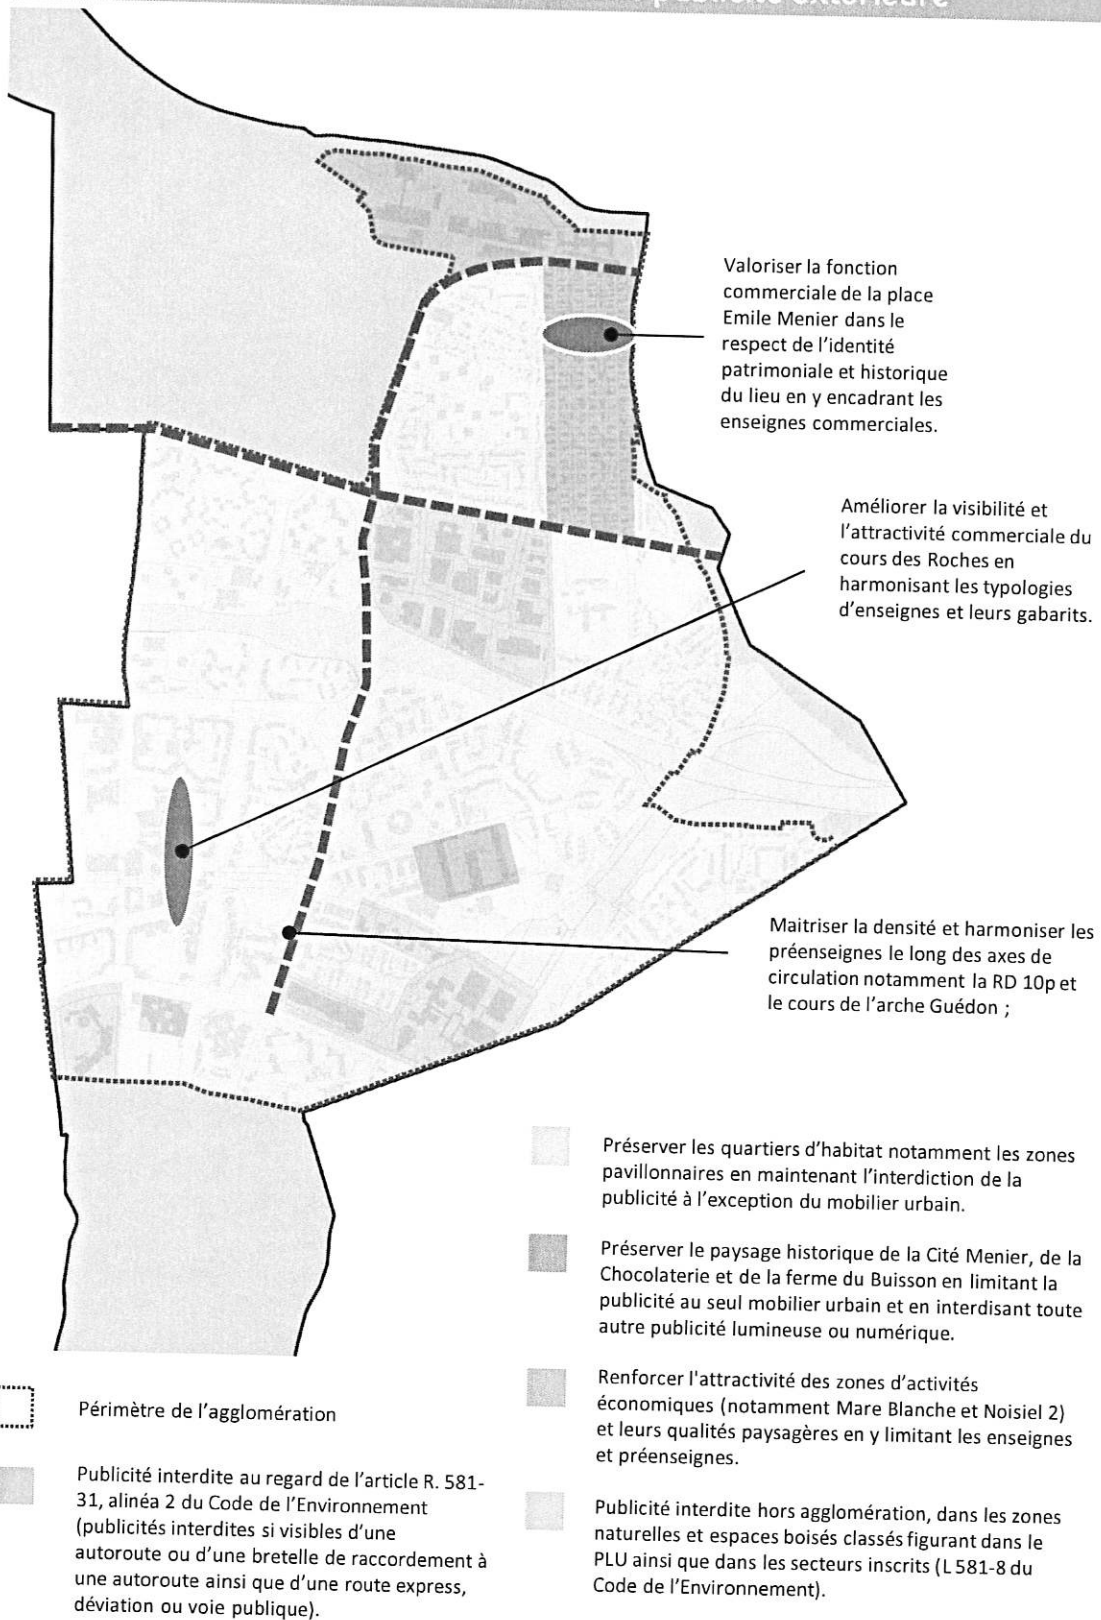 publicité extérieure
Valoriser la fonction
commerciale de la place
Emile Menier dans le
respect de l'identité
patrimoniale et historique
du lieu en y encadrant les
enseignes commerciales.
Améliorer la visibilité et
l'attractivité commerciale du
cours des Roches en
harmonisant les typologies
d'enseignes et leurs gabarits.
Maitriser la densité et harmoniser les
préenseignes le long des axes de
circulation notamment la RD 10p et
le cours de l'arche Guédon ;
Préserver les quartiers d'habitat notamment les zones
pavillonnaires en maintenant l'interdiction de la
publicité à l'exception du mobilier urbain.
Préserver le paysage historique de la Cité Menier, de la
Chocolaterie et de la ferme du Buisson en limitant la
publicité au seul mobilier urbain et en interdisant toute
autre publicité lumineuse ou numérique.
Renforcer l'attractivité des zones d'activités
économiques (notamment Mare Blanche et Noisiel 2)
et leurs qualités paysagères en y limitant les enseignes
et préenseignes.
Publicité interdite hors agglomération, dans les zones
naturelles et espaces boisés classés figurant dans le
PLU ainsi que dans les secteurs inscrits (L 581-8 du
Code de l'Environnement).
Périmètre de l'agglomération
Publicité interdite au regard de l'article R. 581-
31, alinéa 2 du Code de l'Environnement
(publicités interdites si visibles d'une
autoroute ou d'une bretelle de raccordement à
une autoroute ainsi que d'une route express,
déviation ou voie publique).